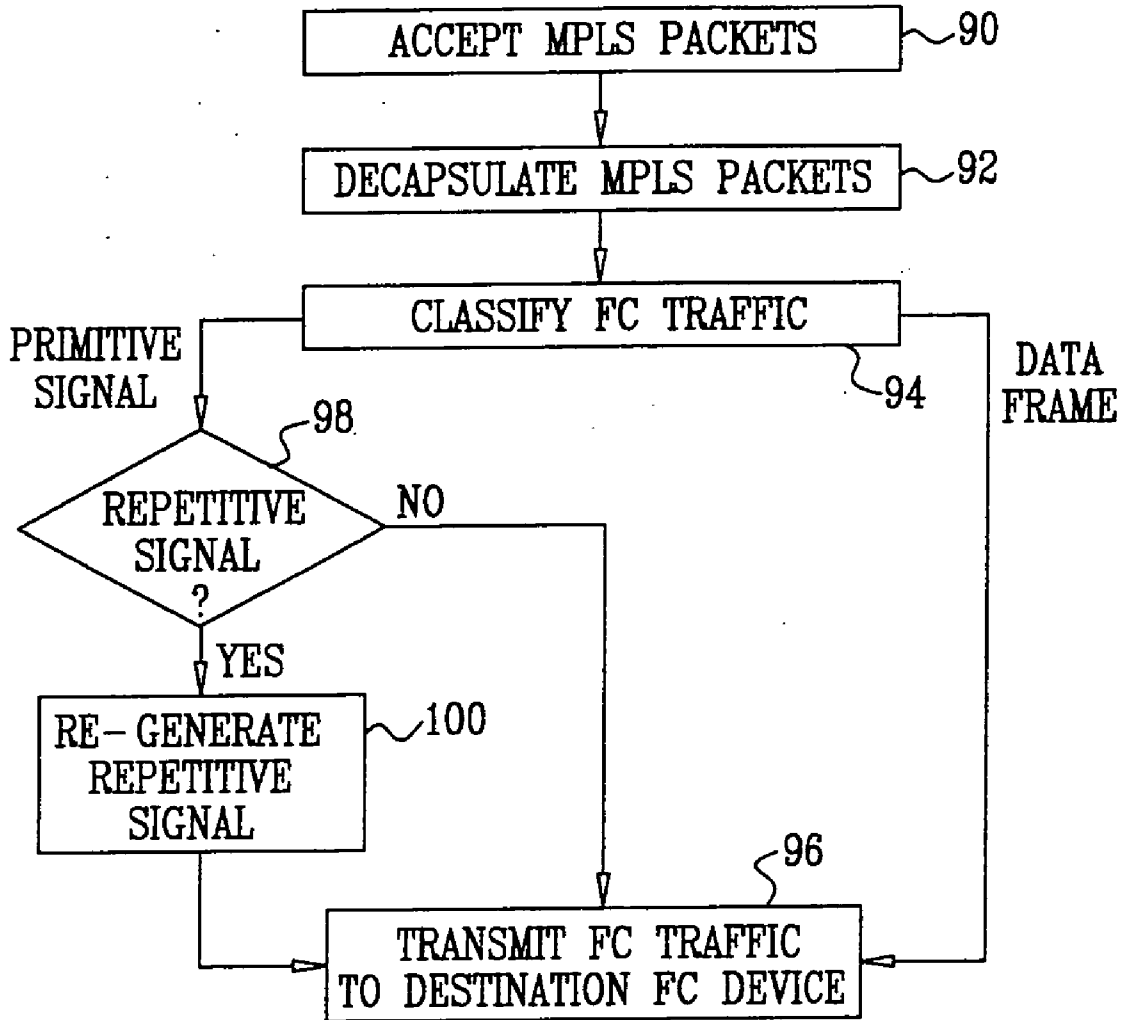 ACCEPT MPLS PACKETS
90
DECAPSULATE MPLS PACKETS
92
CLASSIFY FC TRAFFIC
94
PRIMITIVE
SIGNAL
DATA
FRAME
98
REPETITIVE
SIGNAL
?
NO
YES
RE-GENERATE
REPETITIVE
SIGNAL
100
96
TRANSMIT FC TRAFFIC
TO DESTINATION FC DEVICE